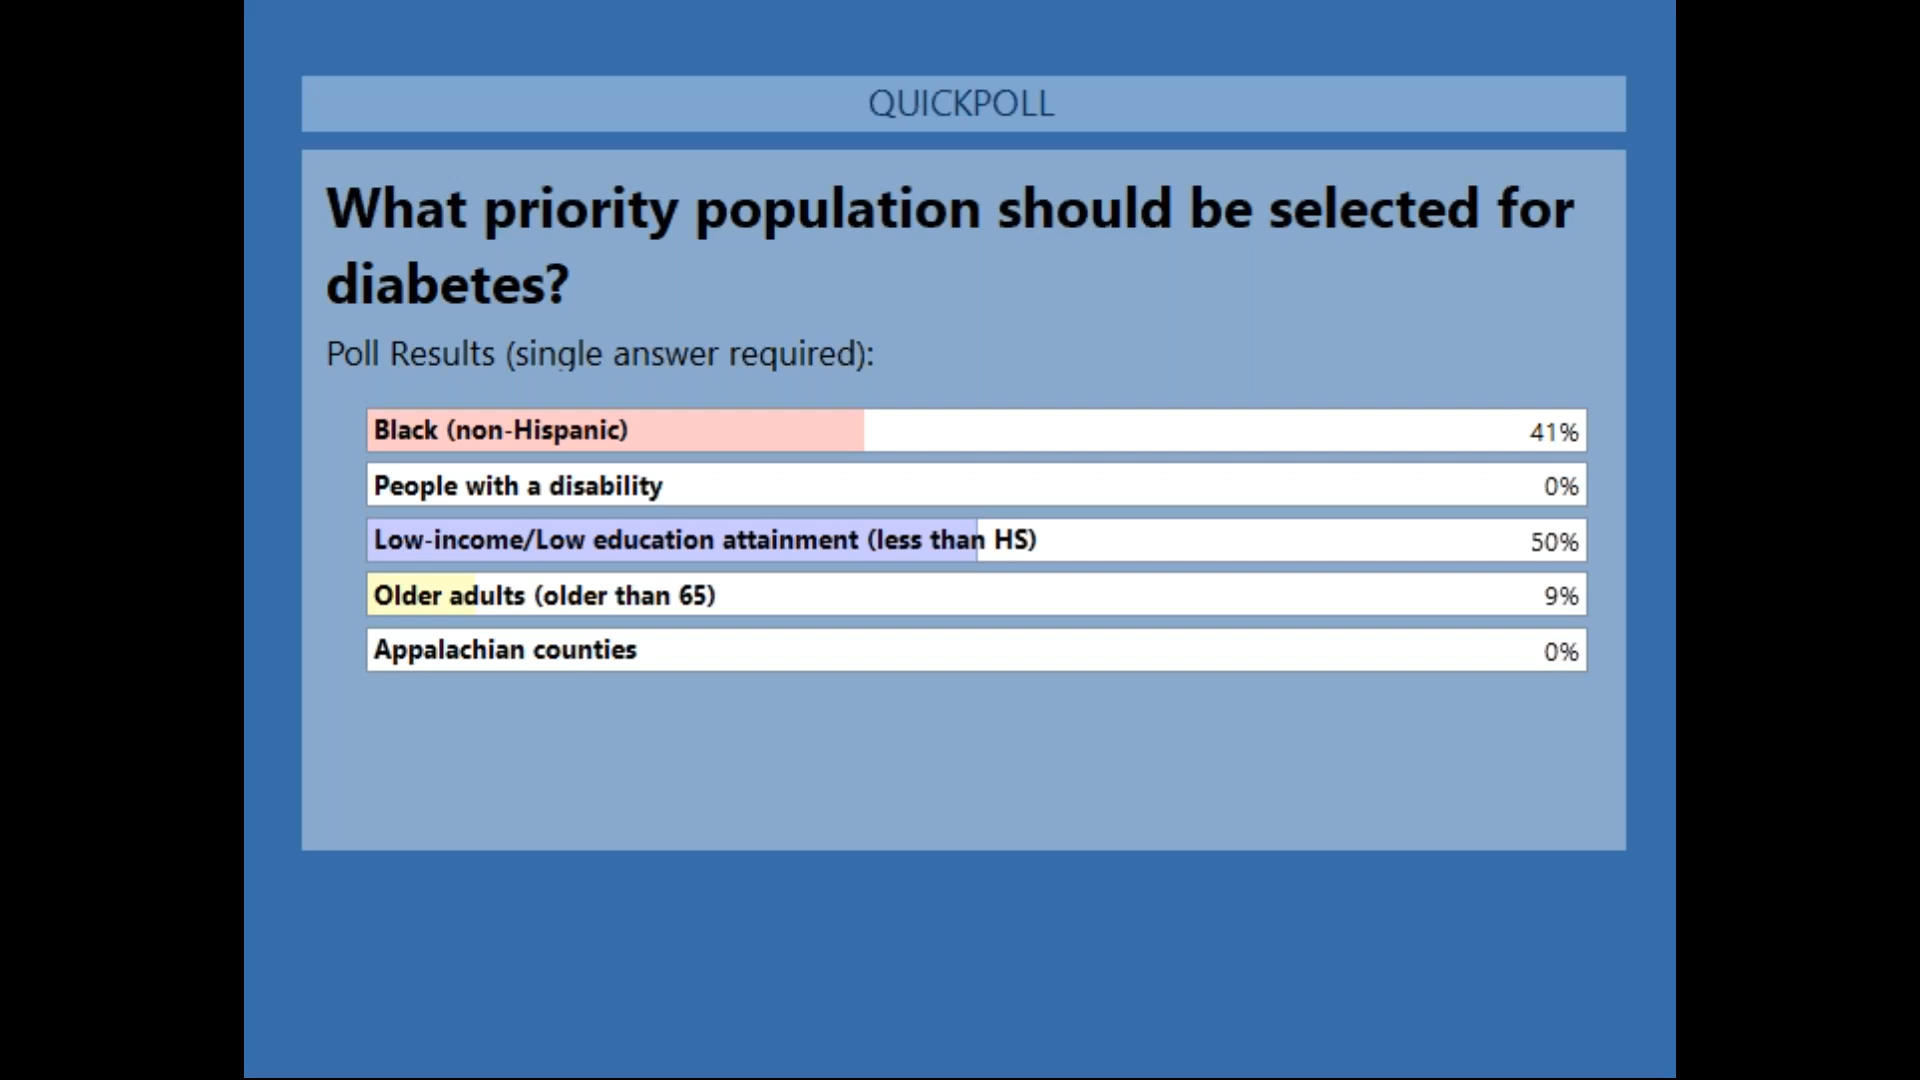 QUICKPOLL
What priority population should be selected for
diabetes?
Poll Results (single answer required):
Black (non-Hispanic) 41%
People with a disability 0%
Low-income/Low education attainment (less than HS) 50%
Older adults (older than 65) 9%
Appalachian counties 0%